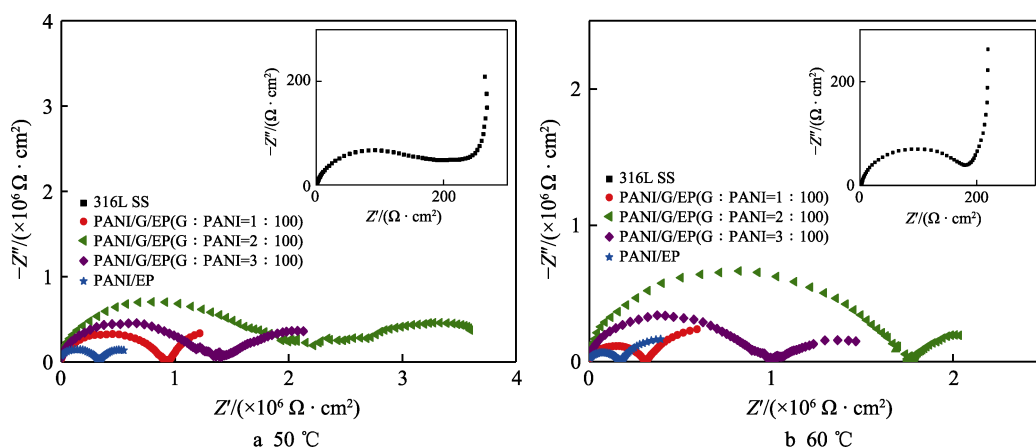 4
3
2
1
0
−Z″/(×10⁶ Ω · cm²)
0
1
2
3
4
Z′/(×10⁶ Ω · cm²)
200
0
−Z″/(Ω · cm²)
200
Z′/(Ω · cm²)
316L SS
PANI/G/EP(G：PANI=1：100)
PANI/G/EP(G：PANI=2：100)
PANI/G/EP(G：PANI=3：100)
PANI/EP
a 50 ℃
2
1
0
−Z″/(×10⁶ Ω · cm²)
0
1
2
Z′/(×10⁶ Ω · cm²)
200
0
−Z″/(Ω · cm²)
200
Z′/(Ω · cm²)
316L SS
PANI/G/EP(G：PANI=1：100)
PANI/G/EP(G：PANI=2：100)
PANI/G/EP(G：PANI=3：100)
PANI/EP
b 60 ℃